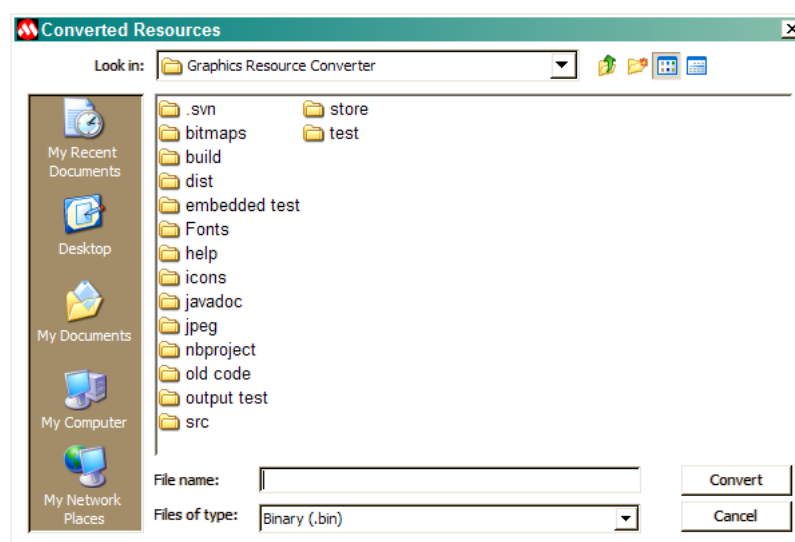 Converted Resources
Look in: Graphics Resource Converter
My Recent
Documents
Desktop
My Documents
My Computer
My Network
Places
.svn
bitmaps
build
dist
embedded test
Fonts
help
icons
javadoc
jpeg
nbproject
old code
output test
src
store
test
File name:
Convert
Files of type: Binary (.bin)
Cancel